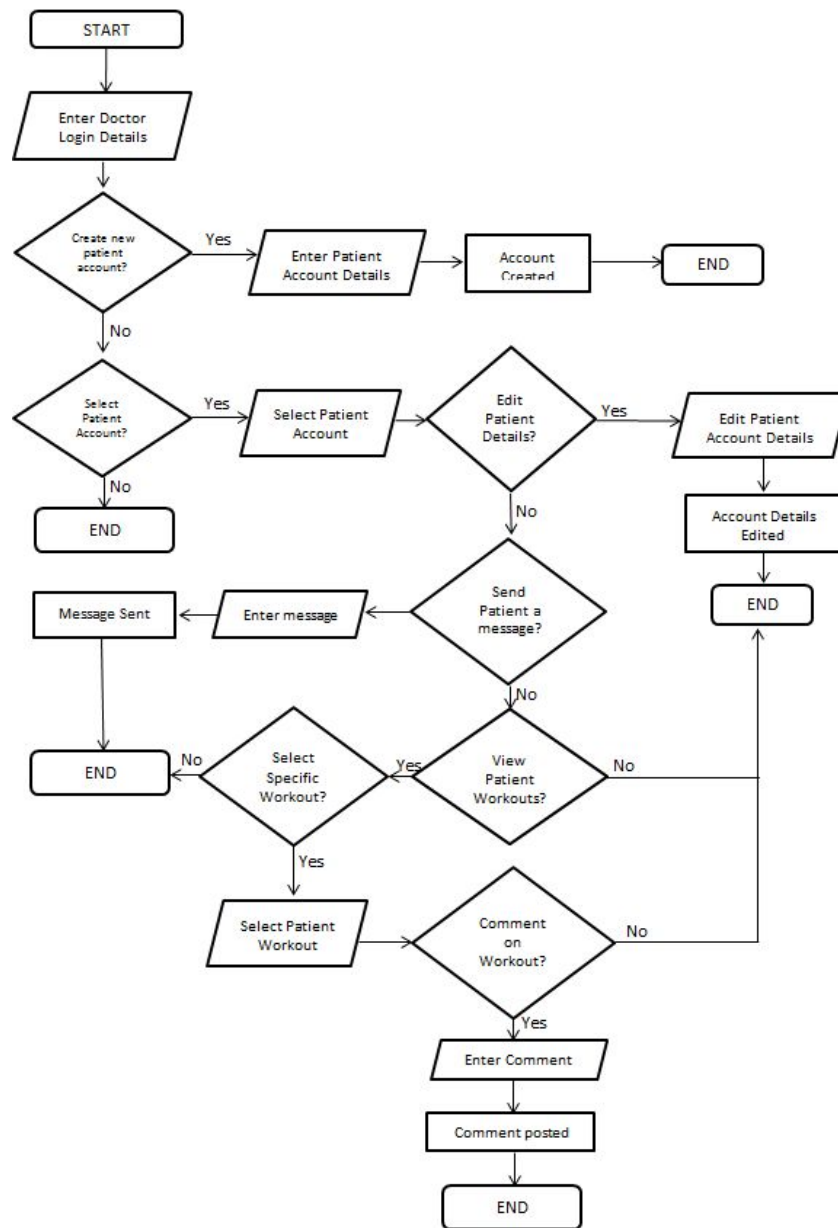 START
Enter Doctor
Login Details
Create new
patient
account?
Yes
Enter Patient
Account Details
Account
Created
END
No
Select
Patient
Account?
Yes
Select Patient
Account
Edit
Patient
Details?
Yes
Edit Patient
Account Details
No
END
No
Account Details
Edited
END
Message Sent
Enter message
Send
Patient a
message?
No
END
No
Select
Specific
Workout?
Yes
View
Patient
Workouts?
No
Yes
Select Patient
Workout
Comment
on
Workout?
No
Yes
Enter Comment
Comment posted
END